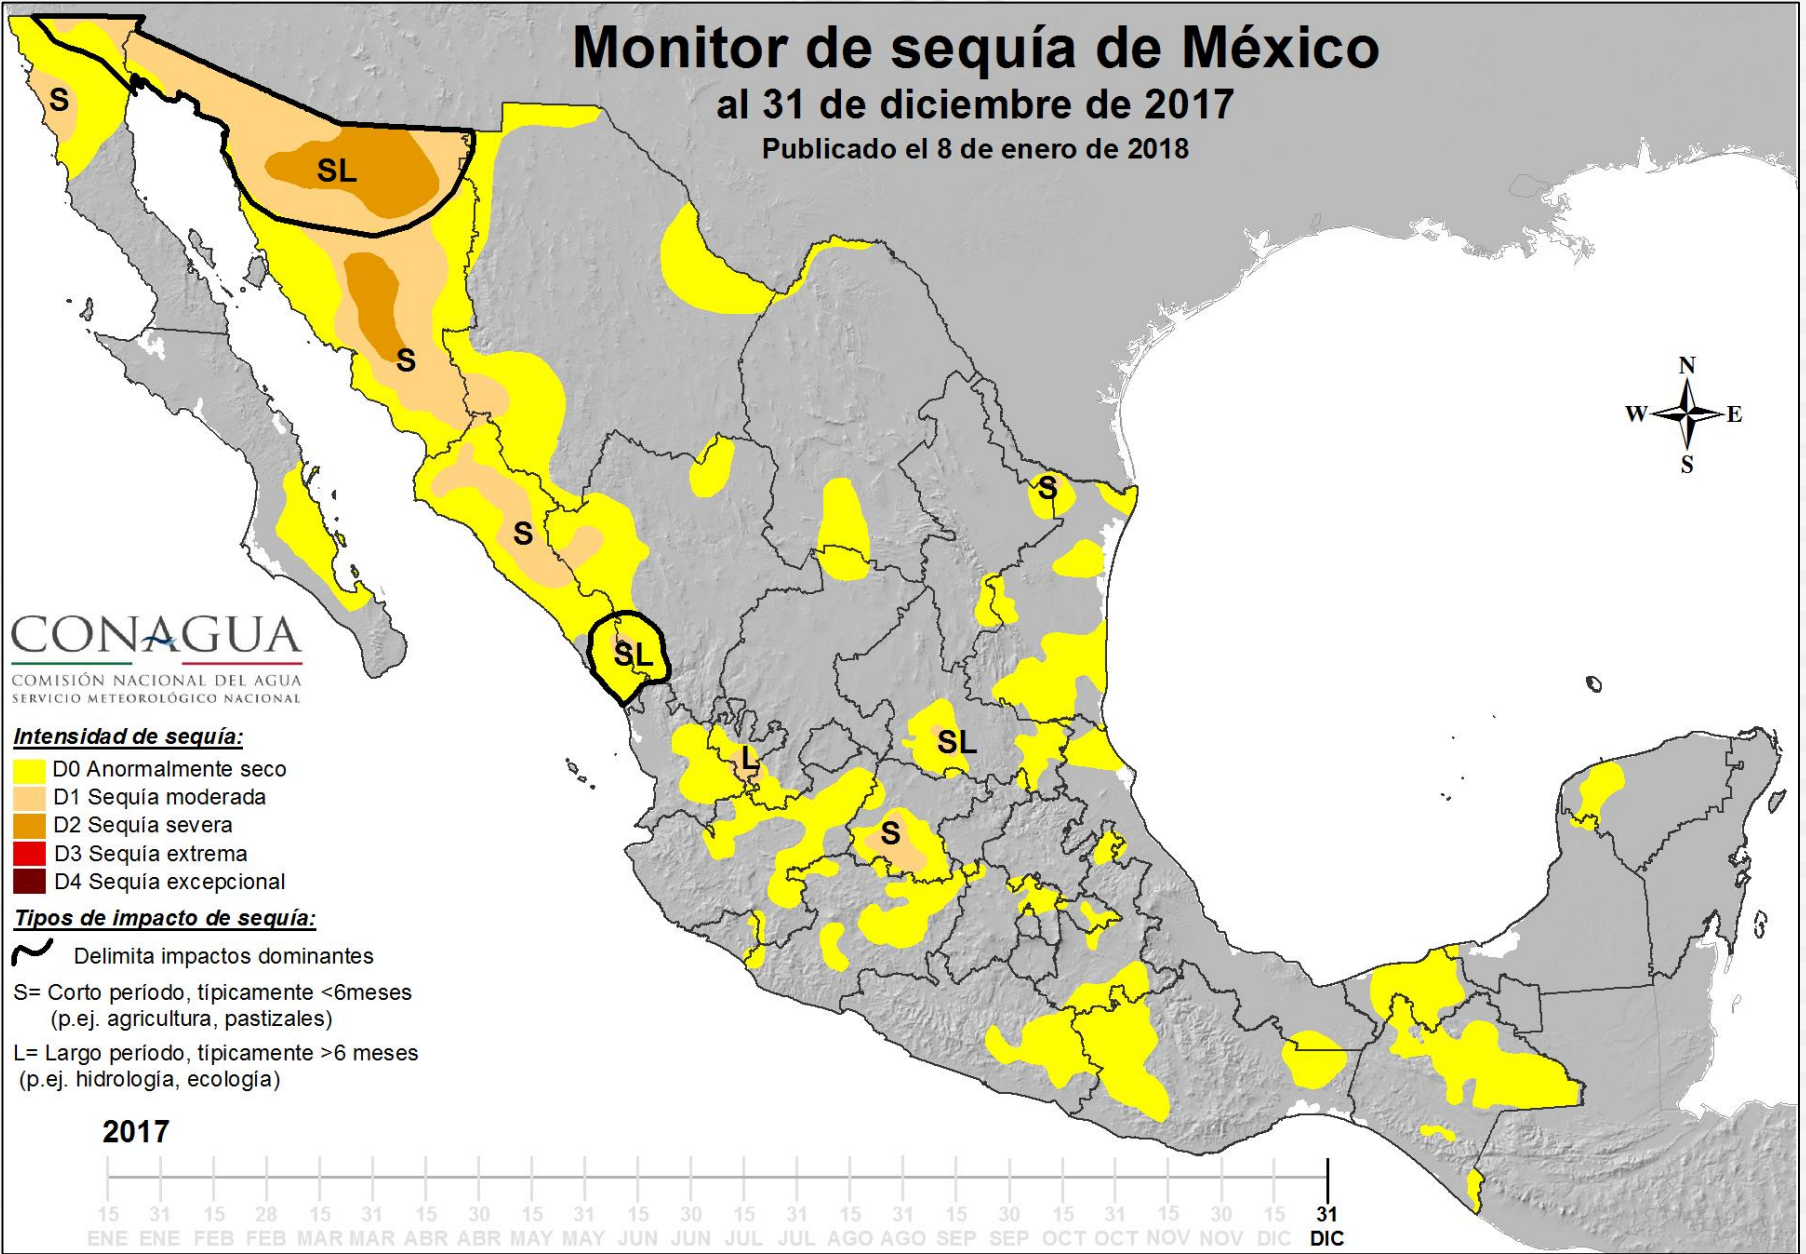 Monitor de sequía de México
al 31 de diciembre de 2017
Publicado el 8 de enero de 2018
S
SL
S
N
W E
S
S
S
SL
SL
L
S
CONAGUA
COMISIÓN NACIONAL DEL AGUA
SERVICIO METEOROLÓGICO NACIONAL
Intensidad de sequía:
D0 Anormalmente seco
D1 Sequía moderada
D2 Sequía severa
D3 Sequía extrema
D4 Sequía excepcional
Tipos de impacto de sequía:
Delimita impactos dominantes
S= Corto período, típicamente <6meses
(p.ej. agricultura, pastizales)
L= Largo período, típicamente >6 meses
(p.ej. hidrología, ecología)
2017
15 31 15 28 15 31 15 30 15 31 15 30 15 31 15 31 15 30 15 31 15 30 15 31
ENE ENE FEB FEB MAR MAR ABR ABR MAY MAY JUN JUN JUL JUL AGO AGO SEP SEP OCT OCT NOV NOV DIC DIC